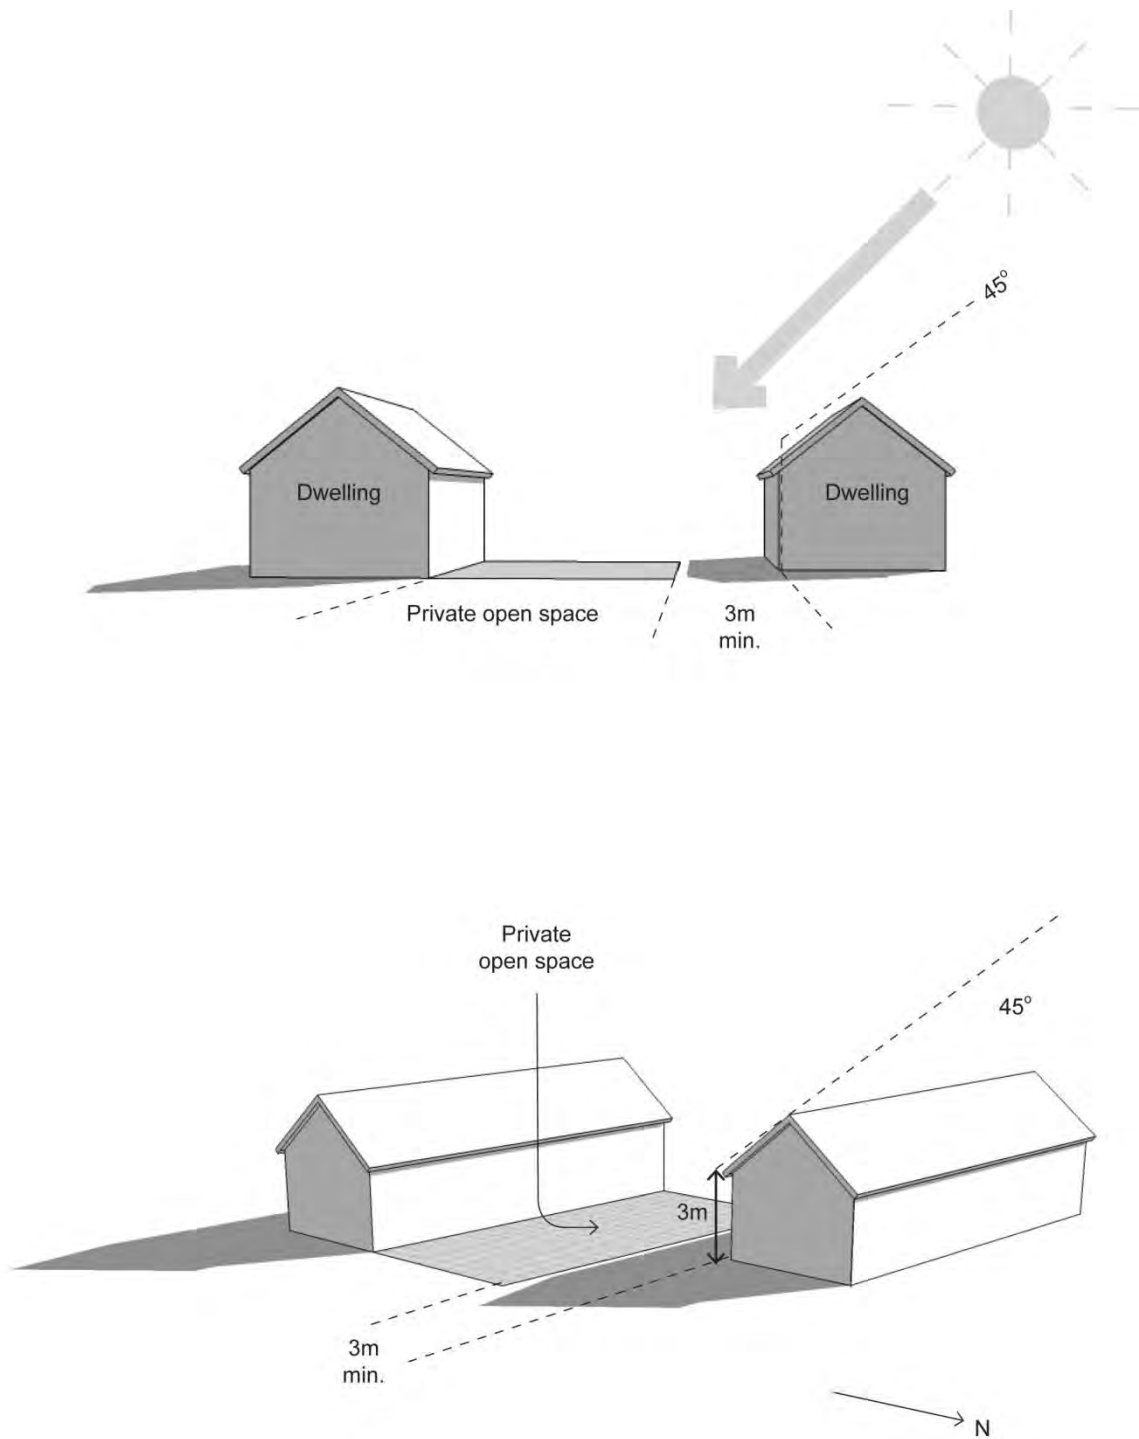 45°
Dwelling
Dwelling
Private open space
3m
min.
Private
open space
45°
3m
3m
min.
N